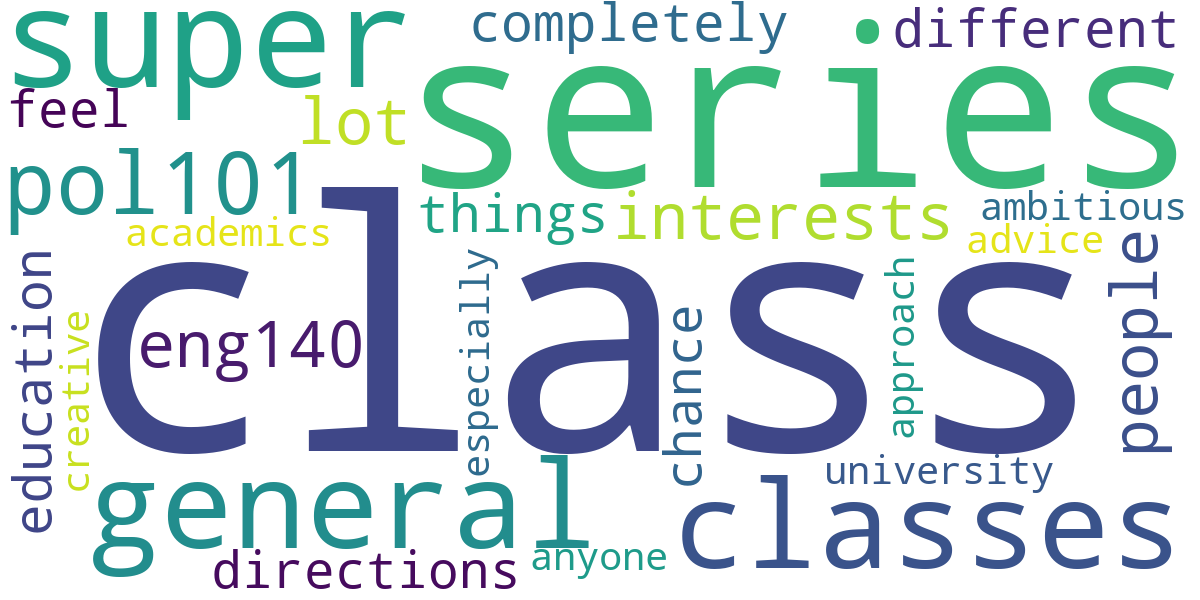 super
completely
different
series
feel
lot
pol101
things
interests
ambitious
academics
advice
class
people
education
creative
eng140
especially
chance
approach
general
university
classes
directions
anyone